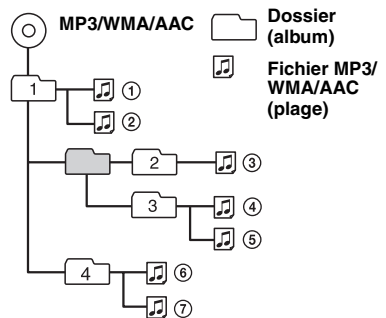 MP3/WMA/AAC
Dossier
(album)
Fichier MP3/
WMA/AAC
(plage)
1
①
②
2
③
3
④
⑤
4
⑥
⑦